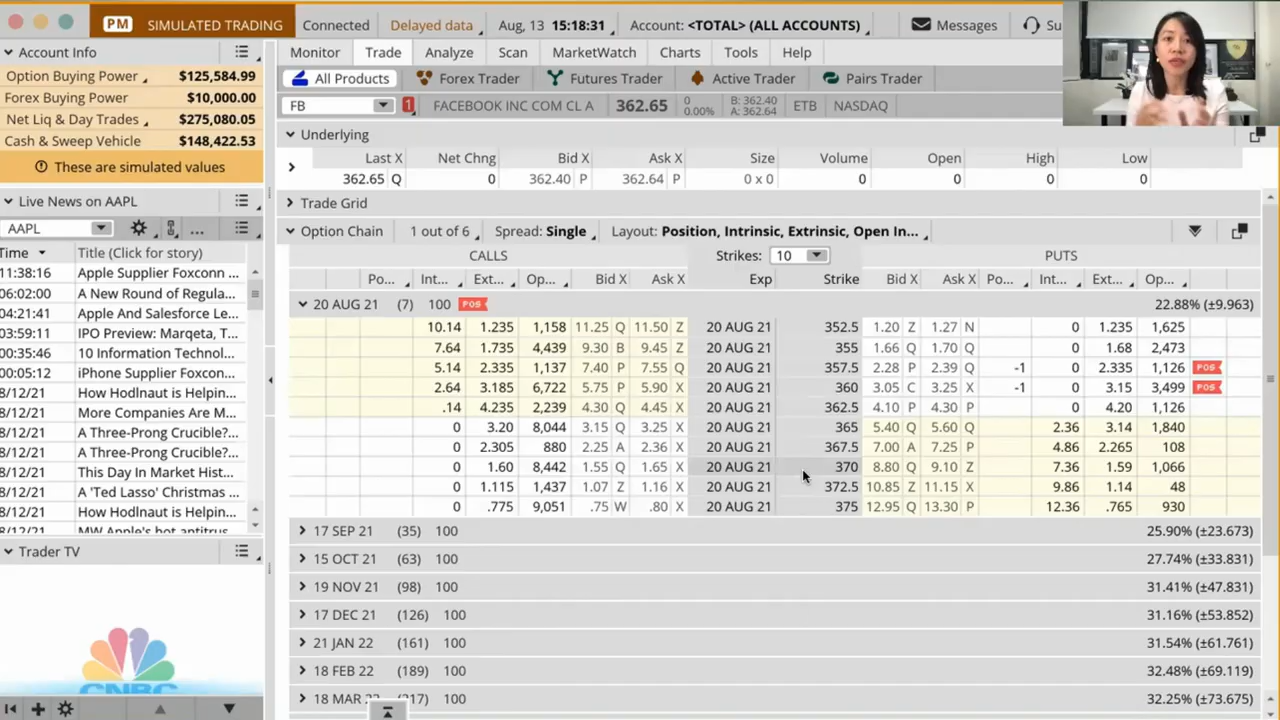 PM SIMULATED TRADING Connected Delayed data Aug, 13 15:18:31 Account: <TOTAL> (ALL ACCOUNTS) Messages Su
Account Info
Option Buying Power $125,584.99
Forex Buying Power $10,000.00
Net Liq & Day Trades $275,080.05
Cash & Sweep Vehicle $148,422.53
These are simulated values
Live News on AAPL
AAPL ...
Time Title (Click for story)
11:38:16 Apple Supplier Foxconn ...
06:02:00 A New Round of Regula...
04:21:41 Apple And Salesforce Le...
03:59:11 IPO Preview: Marqeta, T...
00:35:46 10 Information Technol...
00:05:12 iPhone Supplier Foxcon...
8/12/21 How Hodlnaut is Helpin...
8/12/21 More Companies Are M...
8/12/21 A Three-Prong Crucible?...
8/12/21 A Three-Prong Crucible?...
8/12/21 This Day In Market Hist...
8/12/21 A 'Ted Lasso' Christmas ...
8/12/21 How Hodlnaut is Helpin...
8/12/21 MW Apple's hot antitrus...
Trader TV
CNBC
Monitor Trade Analyze Scan MarketWatch Charts Tools Help
All Products Forex Trader Futures Trader Active Trader Pairs Trader
FB 1 FACEBOOK INC COM CL A 362.65 0 0.00% B: 362.40 A: 362.64 ETB NASDAQ
Underlying
Last X Net Chng Bid X Ask X Size Volume Open High Low
362.65 Q 0 362.40 P 362.64 P 0 x 0 0 0 0 0
Trade Grid
Option Chain 1 out of 6 Spread: Single Layout: Position, Intrinsic, Extrinsic, Open In...
CALLS Strikes: 10 PUTS
Po... Int... Ext... Op... Bid X Ask X Exp Strike Bid X Ask X Po... Int... Ext... Op...
20 AUG 21 (7) 100 POS 22.88% (±9.963)
10.14 1.235 1,158 11.25 Q 11.50 Z 20 AUG 21 352.5 1.20 Z 1.27 N 0 1.235 1,625
7.64 1.735 4,439 9.30 B 9.45 Z 20 AUG 21 355 1.66 Q 1.70 Q 0 1.68 2,473
5.14 2.335 1,137 7.40 P 7.55 Q 20 AUG 21 357.5 2.28 P 2.39 Q -1 0 2.335 1,126 POS
2.64 3.185 6,722 5.75 P 5.90 X 20 AUG 21 360 3.05 C 3.25 X -1 0 3.15 3,499 POS
.14 4.235 2,239 4.30 Q 4.45 X 20 AUG 21 362.5 4.10 P 4.30 P 0 4.20 1,126
0 3.20 8,044 3.15 Q 3.25 X 20 AUG 21 365 5.40 Q 5.60 Q 2.36 3.14 1,840
0 2.305 880 2.25 A 2.36 X 20 AUG 21 367.5 7.00 A 7.25 P 4.86 2.265 108
0 1.60 8,442 1.55 Q 1.65 X 20 AUG 21 370 8.80 Q 9.10 Z 7.36 1.59 1,066
0 1.115 1,437 1.07 Z 1.16 X 20 AUG 21 372.5 10.85 Z 11.15 X 9.86 1.14 48
0 .775 9,051 .75 W .80 X 20 AUG 21 375 12.95 Q 13.30 P 12.36 .765 930
17 SEP 21 (35) 100 25.90% (±23.673)
15 OCT 21 (63) 100 27.74% (±33.831)
19 NOV 21 (98) 100 31.41% (±47.831)
17 DEC 21 (126) 100 31.16% (±53.852)
21 JAN 22 (161) 100 31.54% (±61.761)
18 FEB 22 (189) 100 32.48% (±69.119)
18 MAR 100 32.25% (±73.675)